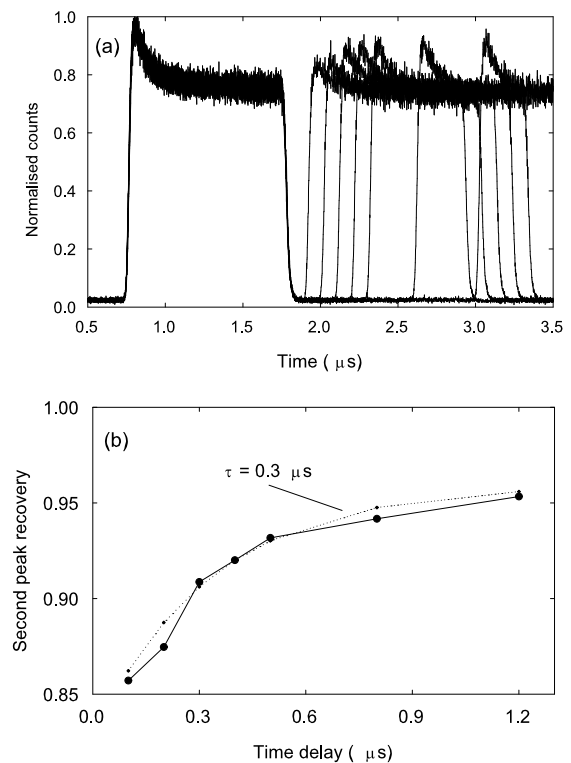 1.0
(a)
0.8
0.6
0.4
0.2
0.0
Normalised counts
0.5 1.0 1.5 2.0 2.5 3.0 3.5
Time ( μs)
1.00
(b)
τ = 0.3 μs
0.95
0.90
0.85
Second peak recovery
0.0 0.3 0.6 0.9 1.2
Time delay ( μs)